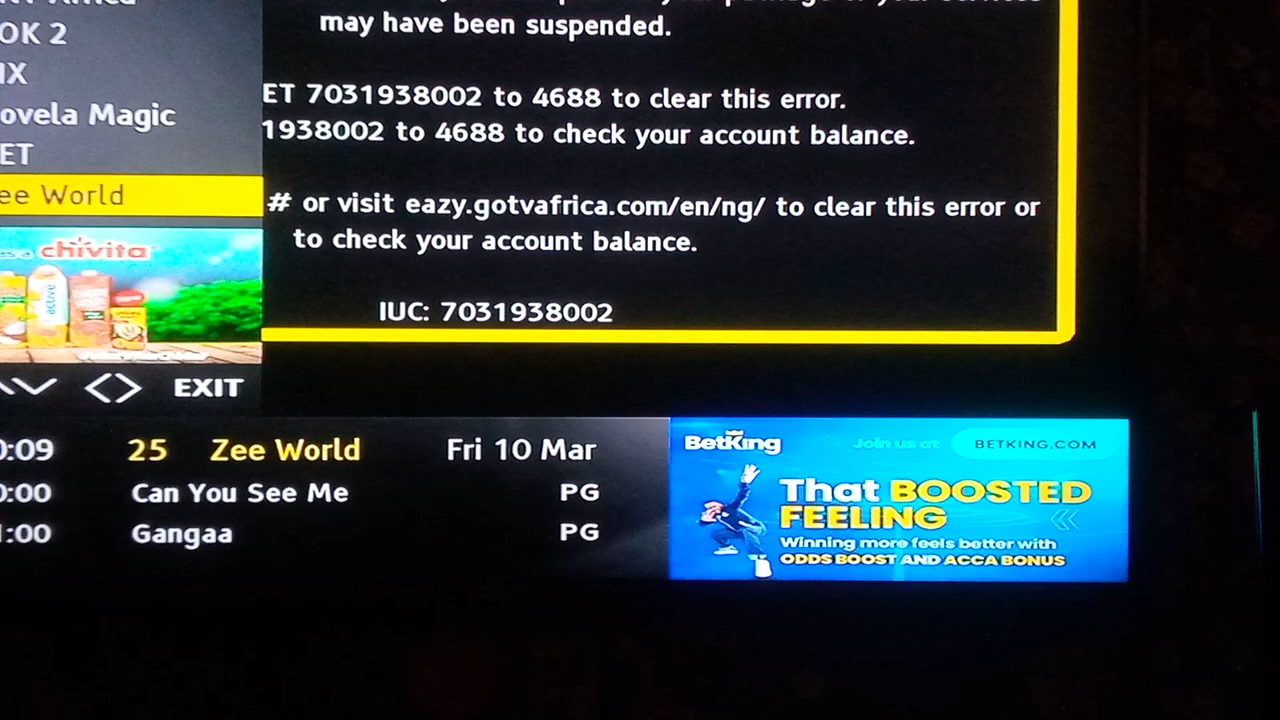 OK 2
ovela Magic
ET
ee World
may have been suspended.
ET 7031938002 to 4688 to clear this error.
1938002 to 4688 to check your account balance.
# or visit eazy.gotvafrica.com/en/ng/ to clear this error or
to check your account balance.
IUC: 7031938002
chivita
active
EXIT
0:09 25 Zee World Fri 10 Mar
0:00 Can You See Me PG
1:00 Gangaa PG
BetKing Join us at BETKING.COM
That BOOSTED
FEELING
Winning more feels better with
ODDS BOOST AND ACCA BONUS